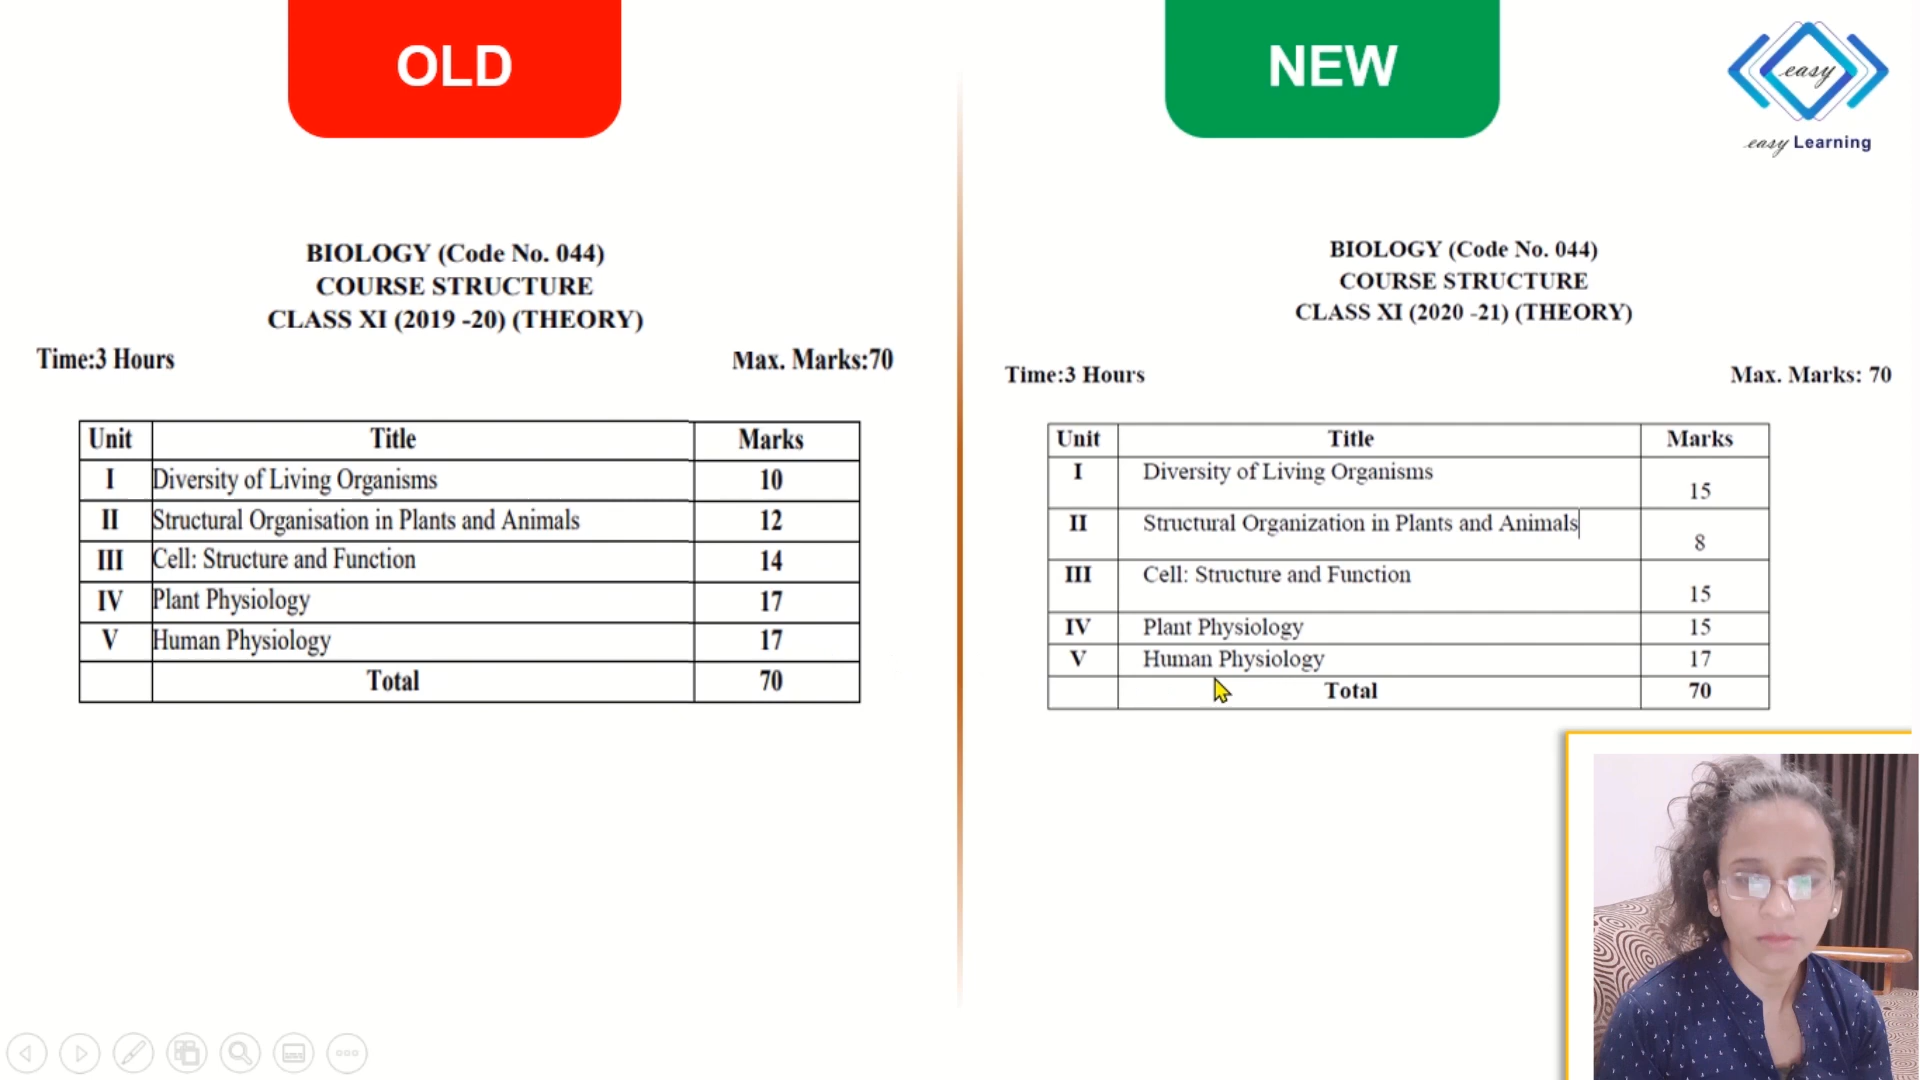 OLD
BIOLOGY (Code No. 044)
COURSE STRUCTURE
CLASS XI (2019 -20) (THEORY)
Time:3 Hours Max. Marks:70
Unit Title Marks
I Diversity of Living Organisms 10
II Structural Organisation in Plants and Animals 12
III Cell: Structure and Function 14
IV Plant Physiology 17
V Human Physiology 17
Total 70
NEW
easy
easy Learning
BIOLOGY (Code No. 044)
COURSE STRUCTURE
CLASS XI (2020 -21) (THEORY)
Time:3 Hours Max. Marks: 70
Unit Title Marks
I Diversity of Living Organisms 15
II Structural Organization in Plants and Animals 8
III Cell: Structure and Function 15
IV Plant Physiology 15
V Human Physiology 17
Total 70